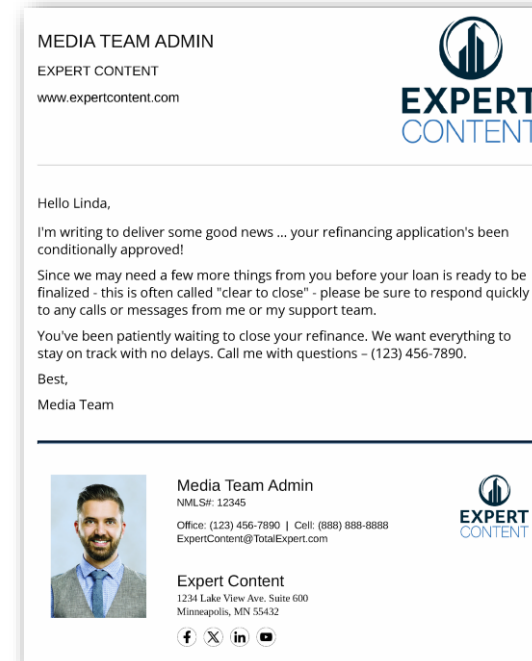 MEDIA TEAM ADMIN
EXPERT CONTENT
www.expertcontent.com
EXPERT
CONTENT
Hello Linda,
I'm writing to deliver some good news ... your refinancing application's been
conditionally approved!
Since we may need a few more things from you before your loan is ready to be
finalized - this is often called "clear to close" - please be sure to respond quickly
to any calls or messages from me or my support team.
You've been patiently waiting to close your refinance. We want everything to
stay on track with no delays. Call me with questions – (123) 456-7890.
Best,
Media Team
Media Team Admin
NMLS#: 12345
Office: (123) 456-7890 | Cell: (888) 888-8888
ExpertContent@TotalExpert.com
EXPERT
CONTENT
Expert Content
1234 Lake View Ave. Suite 600
Minneapolis, MN 55432